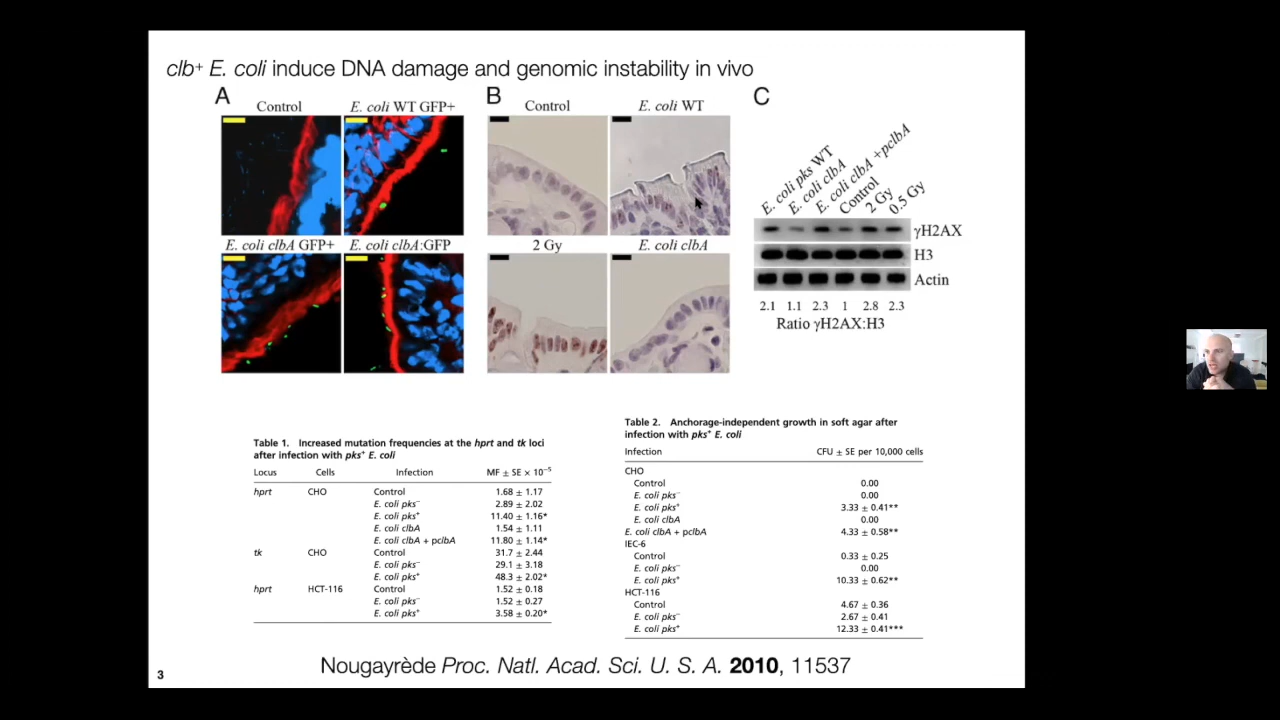 clb+ E. coli induce DNA damage and genomic instability in vivo
A
Control
E. coli WT GFP+
E. coli clbA GFP+
E. coli clbA:GFP
B
Control
E. coli WT
2 Gy
E. coli clbA
C
E. coli pks WT
E. coli clbA
E. coli clbA +pclbA
Control
2 Gy
0.5 Gy
γH2AX
H3
Actin
2.1 1.1 2.3 1 2.8 2.3
Ratio γH2AX:H3
Table 1. Increased mutation frequencies at the hprt and tk loci
after infection with pks+ E. coli
Locus Cells Infection MF ± SE × 10−5
hprt CHO Control 1.68 ± 1.17
E. coli pks− 2.89 ± 2.02
E. coli pks+ 11.40 ± 1.16*
E. coli clbA 1.54 ± 1.11
E. coli clbA + pclbA 11.80 ± 1.14*
tk CHO Control 31.7 ± 2.44
E. coli pks− 29.1 ± 3.18
E. coli pks+ 48.3 ± 2.02*
hprt HCT-116 Control 1.52 ± 0.18
E. coli pks− 1.52 ± 0.27
E. coli pks+ 3.58 ± 0.20*
Table 2. Anchorage-independent growth in soft agar after
infection with pks+ E. coli
Infection CFU ± SE per 10,000 cells
CHO
Control 0.00
E. coli pks− 0.00
E. coli pks+ 3.33 ± 0.41**
E. coli clbA 0.00
E. coli clbA + pclbA 4.33 ± 0.58**
IEC-6
Control 0.33 ± 0.25
E. coli pks− 0.00
E. coli pks+ 10.33 ± 0.62**
HCT-116
Control 4.67 ± 0.36
E. coli pks− 2.67 ± 0.41
E. coli pks+ 12.33 ± 0.41***
Nougayrède Proc. Natl. Acad. Sci. U. S. A. 2010, 11537
3